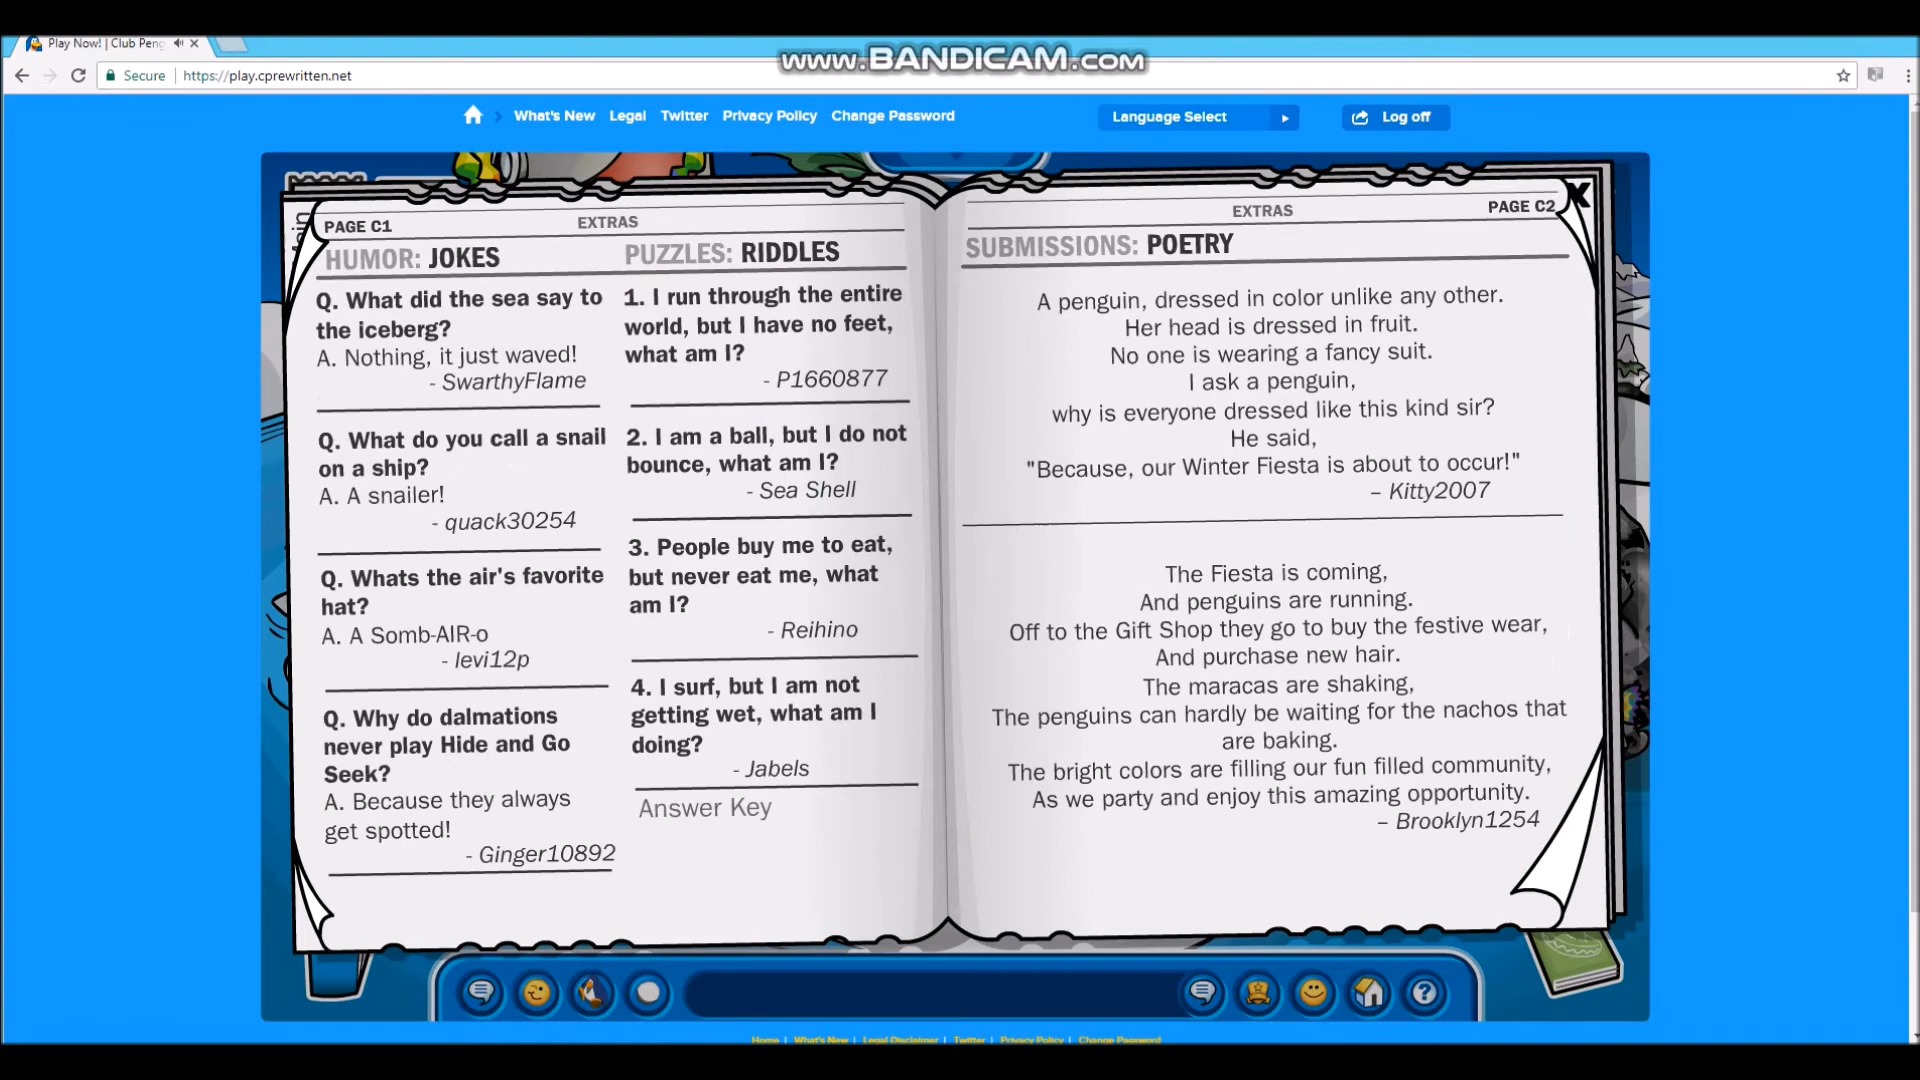 www.BANDICAM.com
Play Now! | Club Peng
Secure
https://play.cprewritten.net
What's New
Legal
Twitter
Privacy Policy
Change Password
Language Select
Log off
PAGE C1
EXTRAS
HUMOR: JOKES
Q. What did the sea say to
the iceberg?
A. Nothing, it just waved!
- SwarthyFlame
Q. What do you call a snail
on a ship?
A. A snailer!
- quack30254
Q. Whats the air's favorite
hat?
A. A Somb-AIR-o
- levi12p
Q. Why do dalmations
never play Hide and Go
Seek?
A. Because they always
get spotted!
- Ginger10892
PUZZLES: RIDDLES
1. I run through the entire
world, but I have no feet,
what am I?
- P1660877
2. I am a ball, but I do not
bounce, what am I?
- Sea Shell
3. People buy me to eat,
but never eat me, what
am I?
- Reihino
4. I surf, but I am not
getting wet, what am I
doing?
- Jabels
Answer Key
EXTRAS
PAGE C2
X
SUBMISSIONS: POETRY
A penguin, dressed in color unlike any other.
Her head is dressed in fruit.
No one is wearing a fancy suit.
I ask a penguin,
why is everyone dressed like this kind sir?
He said,
"Because, our Winter Fiesta is about to occur!"
– Kitty2007
The Fiesta is coming,
And penguins are running.
Off to the Gift Shop they go to buy the festive wear,
And purchase new hair.
The maracas are shaking,
The penguins can hardly be waiting for the nachos that
are baking.
The bright colors are filling our fun filled community,
As we party and enjoy this amazing opportunity.
– Brooklyn1254
?
Home | What's New | Legal Disclaimer | Twitter | Privacy Policy | Change Password